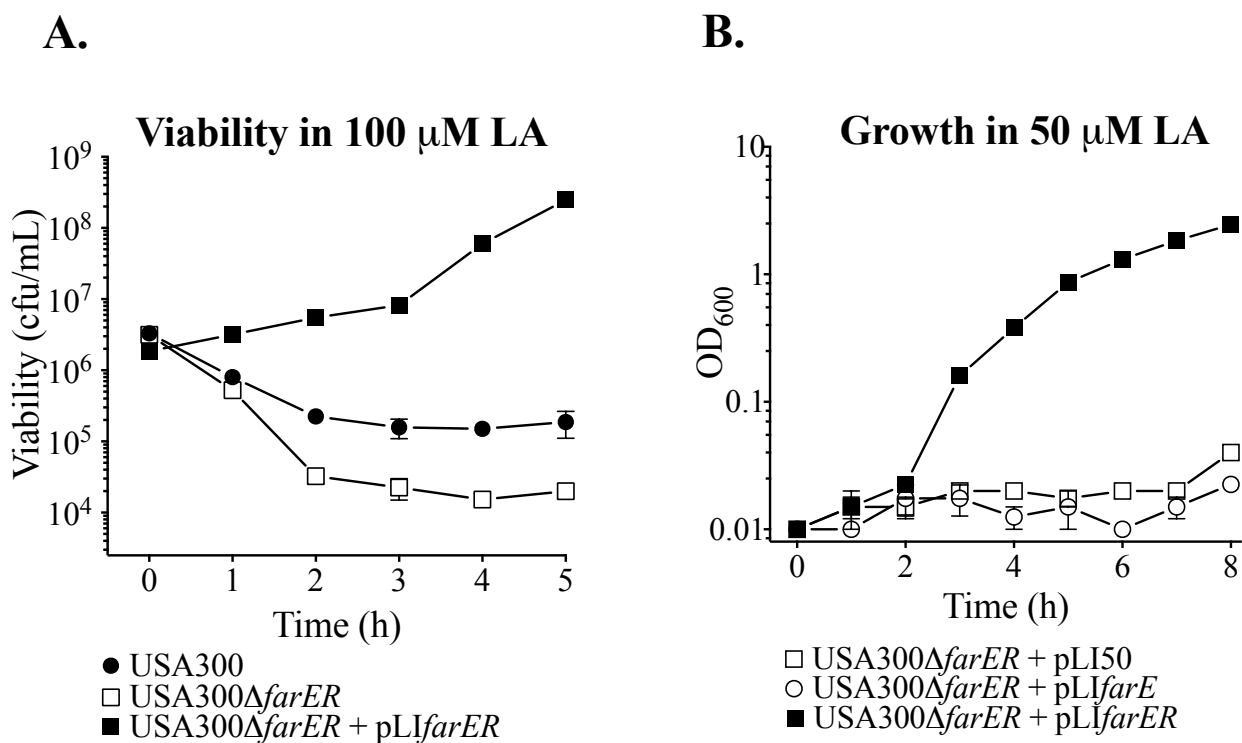 A.
Viability in 100 μM LA
Viability (cfu/mL)
10⁹
10⁸
10⁷
10⁶
10⁵
10⁴
0 1 2 3 4 5
Time (h)
USA300
USA300ΔfarER
USA300ΔfarER + pLIfarER
B.
Growth in 50 μM LA
OD₆₀₀
10
1
0.1
0.01
0 2 4 6 8
Time (h)
USA300ΔfarER + pLI50
USA300ΔfarER + pLIfarE
USA300ΔfarER + pLIfarER